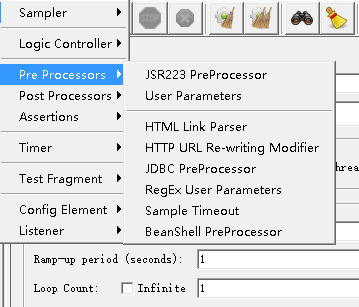 Sampler
Logic Controller
Pre Processors
Post Processors
Assertions
Timer
Test Fragment
Config Element
Listener
JSR223 PreProcessor
User Parameters
HTML Link Parser
HTTP URL Re-writing Modifier
JDBC PreProcessor
RegEx User Parameters
Sample Timeout
BeanShell PreProcessor
Ramp-up period (seconds): 1
Loop Count: Infinite 1